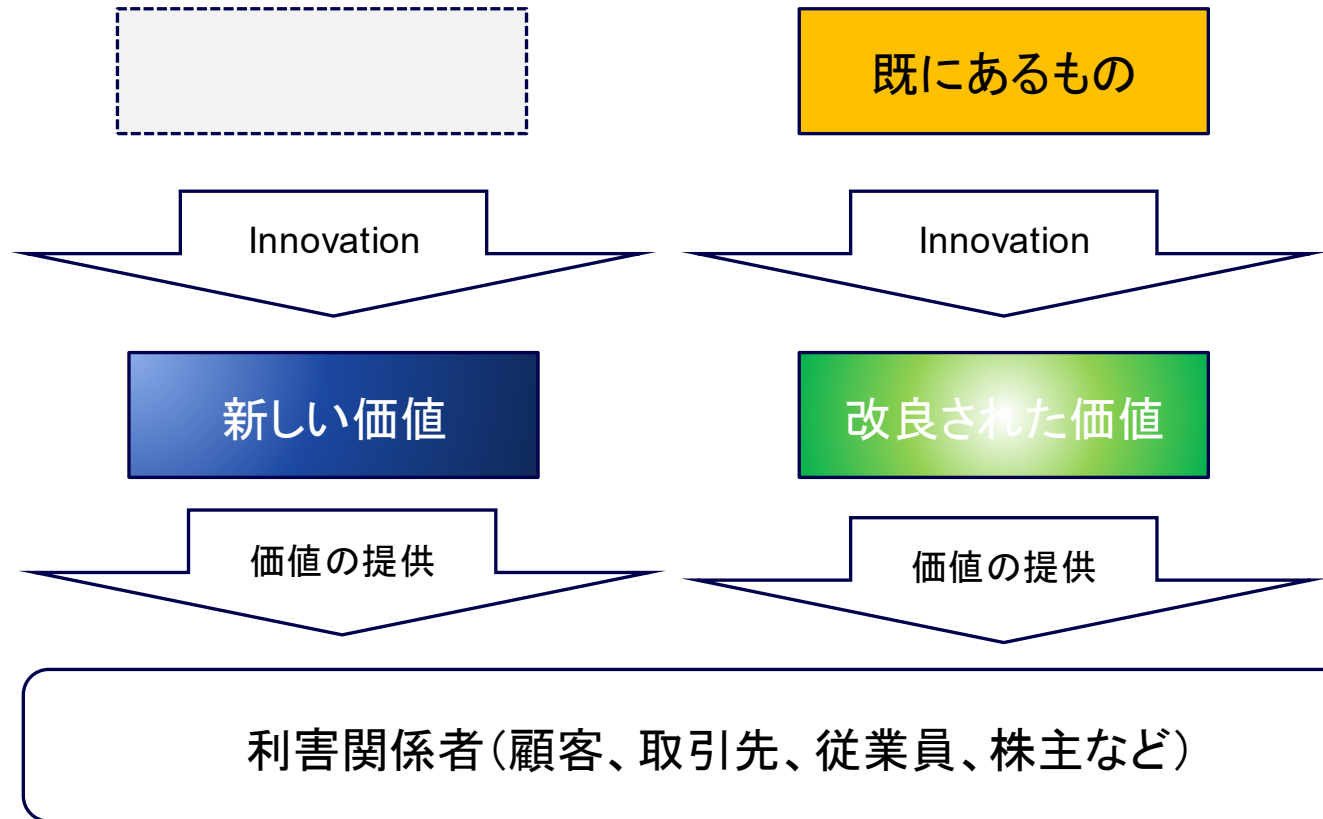 既にあるもの
Innovation
Innovation
新しい価値
改良された価値
価値の提供
価値の提供
利害関係者（顧客、取引先、従業員、株主など）